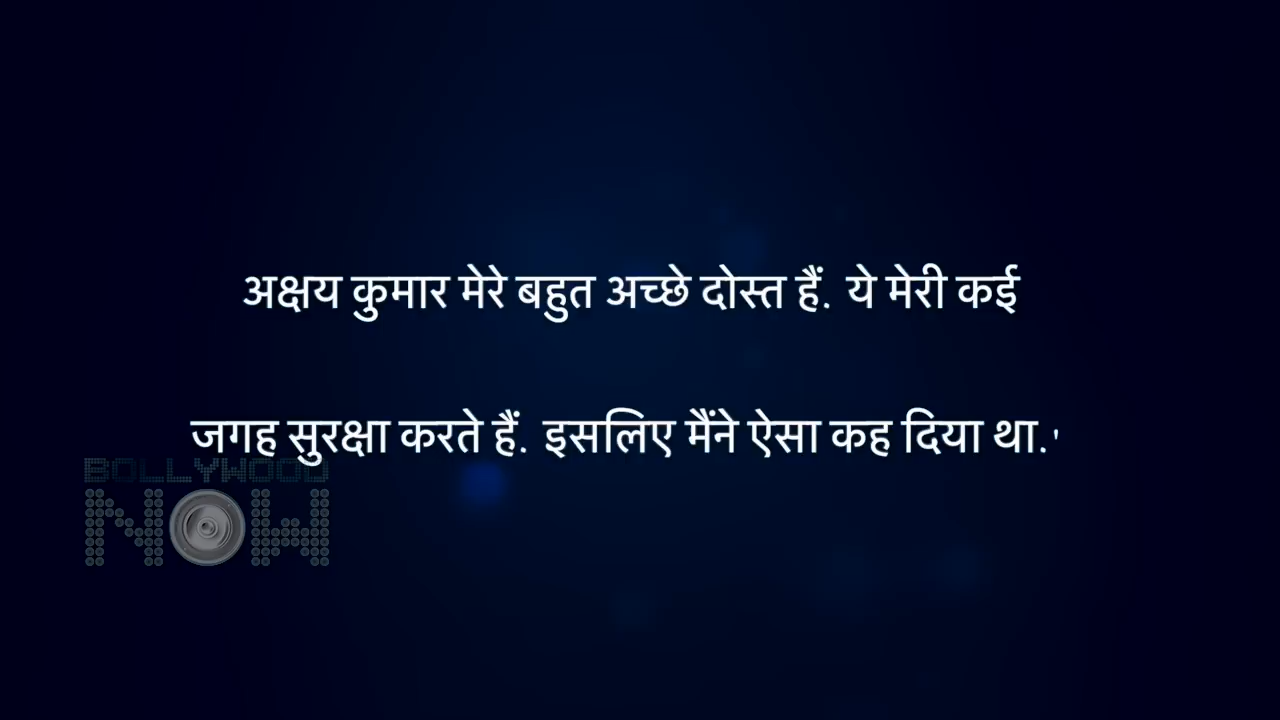 अक्षय कुमार मेरे बहुत अच्छे दोस्त हैं. ये मेरी कई
जगह सुरक्षा करते हैं. इसलिए मैंने ऐसा कह दिया था.'
BOLLYWOOD
NOW